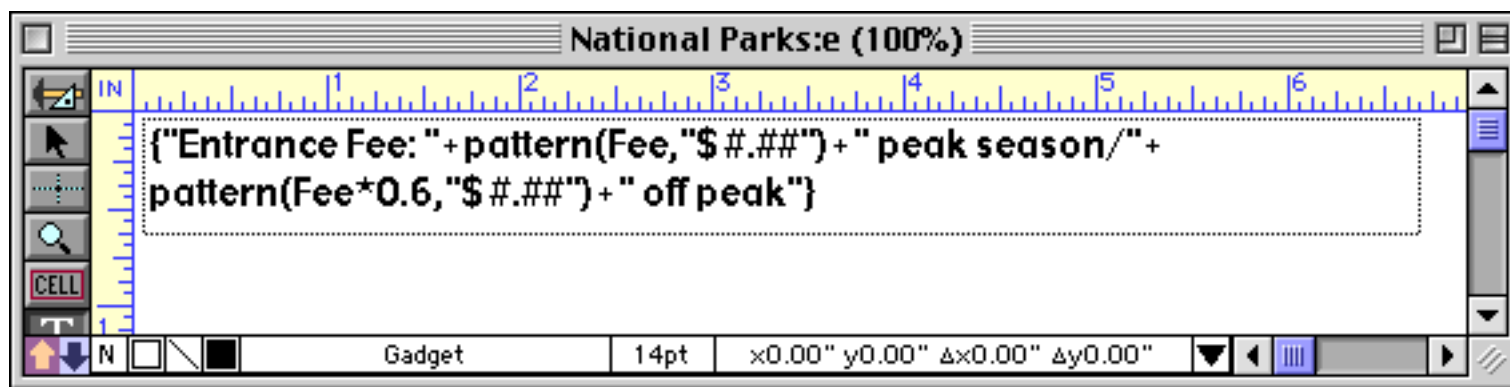 National Parks:e (100%)
IN 1 2 3 4 5 6
{"Entrance Fee: "+pattern(Fee,"$ #.##")+" peak season/"+
pattern(Fee*0.6,"$ #.##")+" off peak"}
CELL
T 1
N Gadget 14pt x0.00" y0.00" Δx0.00" Δy0.00"